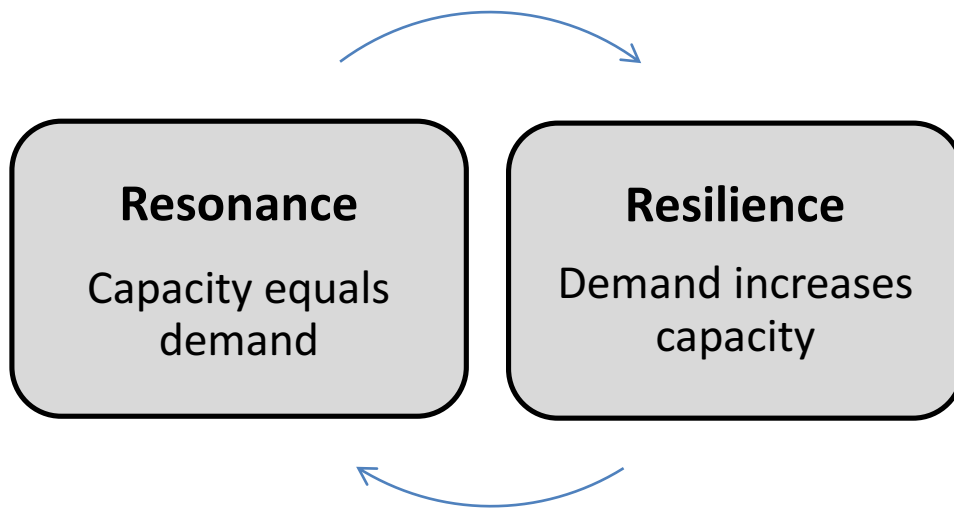 Resonance
Capacity equals
demand
Resilience
Demand increases
capacity